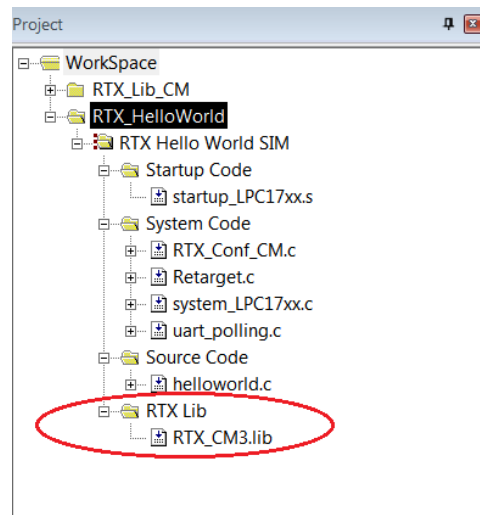 Project
WorkSpace
RTX_Lib_CM
RTX_HelloWorld
RTX Hello World SIM
Startup Code
startup_LPC17xx.s
System Code
RTX_Conf_CM.c
Retarget.c
system_LPC17xx.c
uart_polling.c
Source Code
helloworld.c
RTX Lib
RTX_CM3.lib